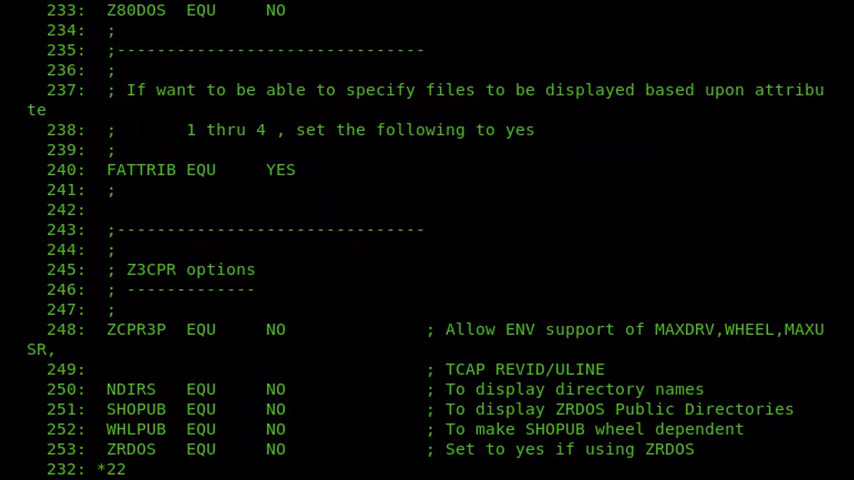 233:  Z80DOS  EQU     NO
234:  ;
235:  ;-------------------------------
236:  ;
237:  ; If want to be able to specify files to be displayed based upon attribu
te
238:  ;       1 thru 4 , set the following to yes
239:  ;
240:  FATTRIB EQU     YES
241:  ;
242:
243:  ;-------------------------------
244:  ;
245:  ; Z3CPR options
246:  ; -------------
247:  ;
248:  ZCPR3P  EQU     NO              ; Allow ENV support of MAXDRV,WHEEL,MAXU
SR,
249:                                  ; TCAP REVID/ULINE
250:  NDIRS   EQU     NO              ; To display directory names
251:  SHOPUB  EQU     NO              ; To display ZRDOS Public Directories
252:  WHLPUB  EQU     NO              ; To make SHOPUB wheel dependent
253:  ZRDOS   EQU     NO              ; Set to yes if using ZRDOS
232: *22